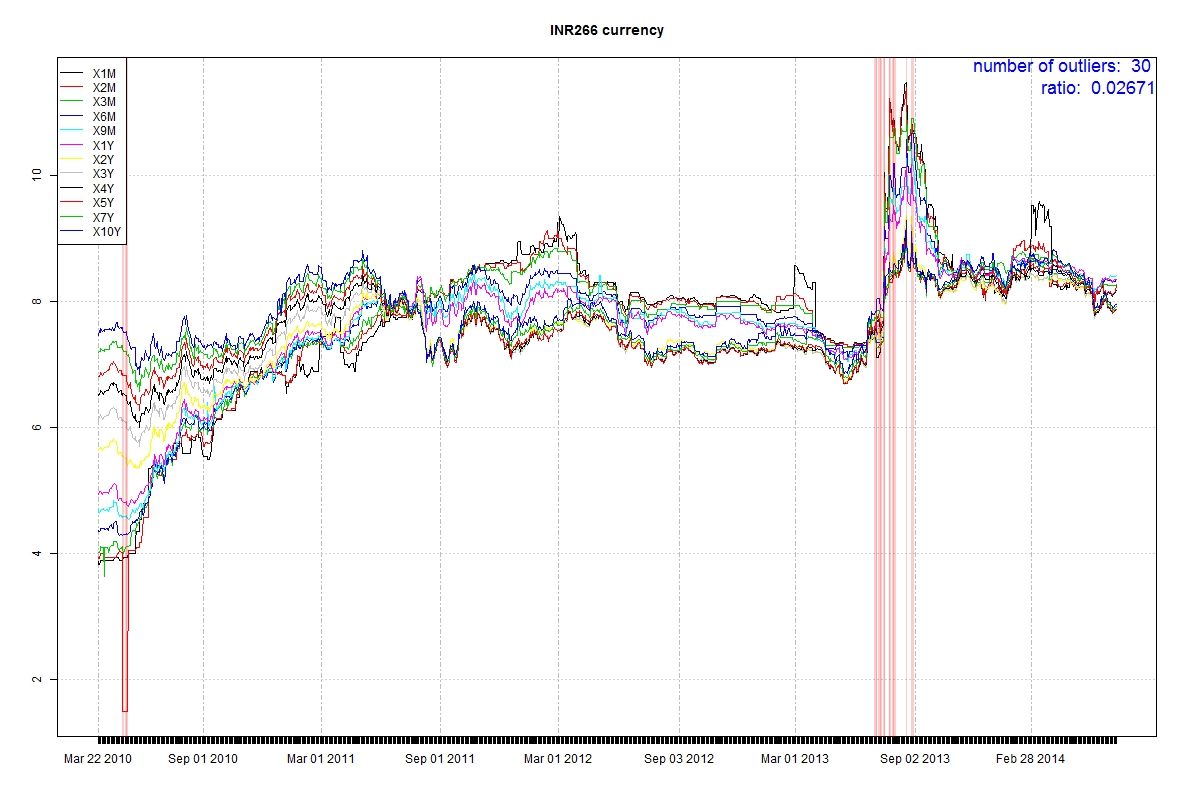 INR266 currency
number of outliers: 30
ratio: 0.02671
X1M
X2M
X3M
X6M
X9M
X1Y
X2Y
X3Y
X4Y
X5Y
X7Y
X10Y
10
8
6
4
2
Mar 22 2010 Sep 01 2010 Mar 01 2011 Sep 01 2011 Mar 01 2012 Sep 03 2012 Mar 01 2013 Sep 02 2013 Feb 28 2014